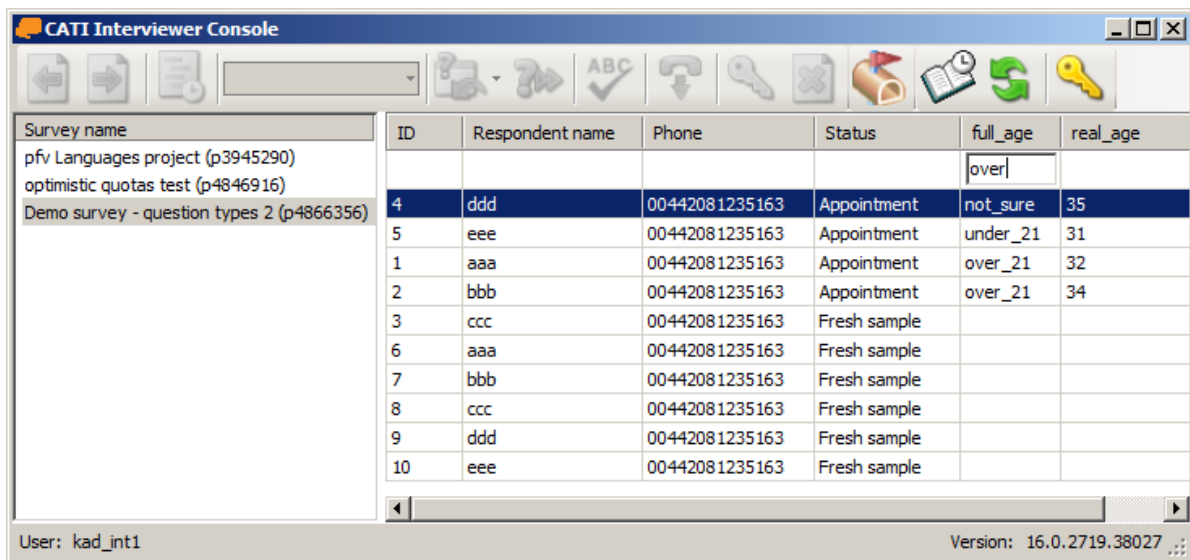 CATI Interviewer Console
ABC
Survey name
pfv Languages project (p3945290)
optimistic quotas test (p4846916)
Demo survey - question types 2 (p4866356)
ID Respondent name Phone Status full_age real_age
over
4 ddd 00442081235163 Appointment not_sure 35
5 eee 00442081235163 Appointment under_21 31
1 aaa 00442081235163 Appointment over_21 32
2 bbb 00442081235163 Appointment over_21 34
3 ccc 00442081235163 Fresh sample
6 aaa 00442081235163 Fresh sample
7 bbb 00442081235163 Fresh sample
8 ccc 00442081235163 Fresh sample
9 ddd 00442081235163 Fresh sample
10 eee 00442081235163 Fresh sample
User: kad_int1 Version: 16.0.2719.38027